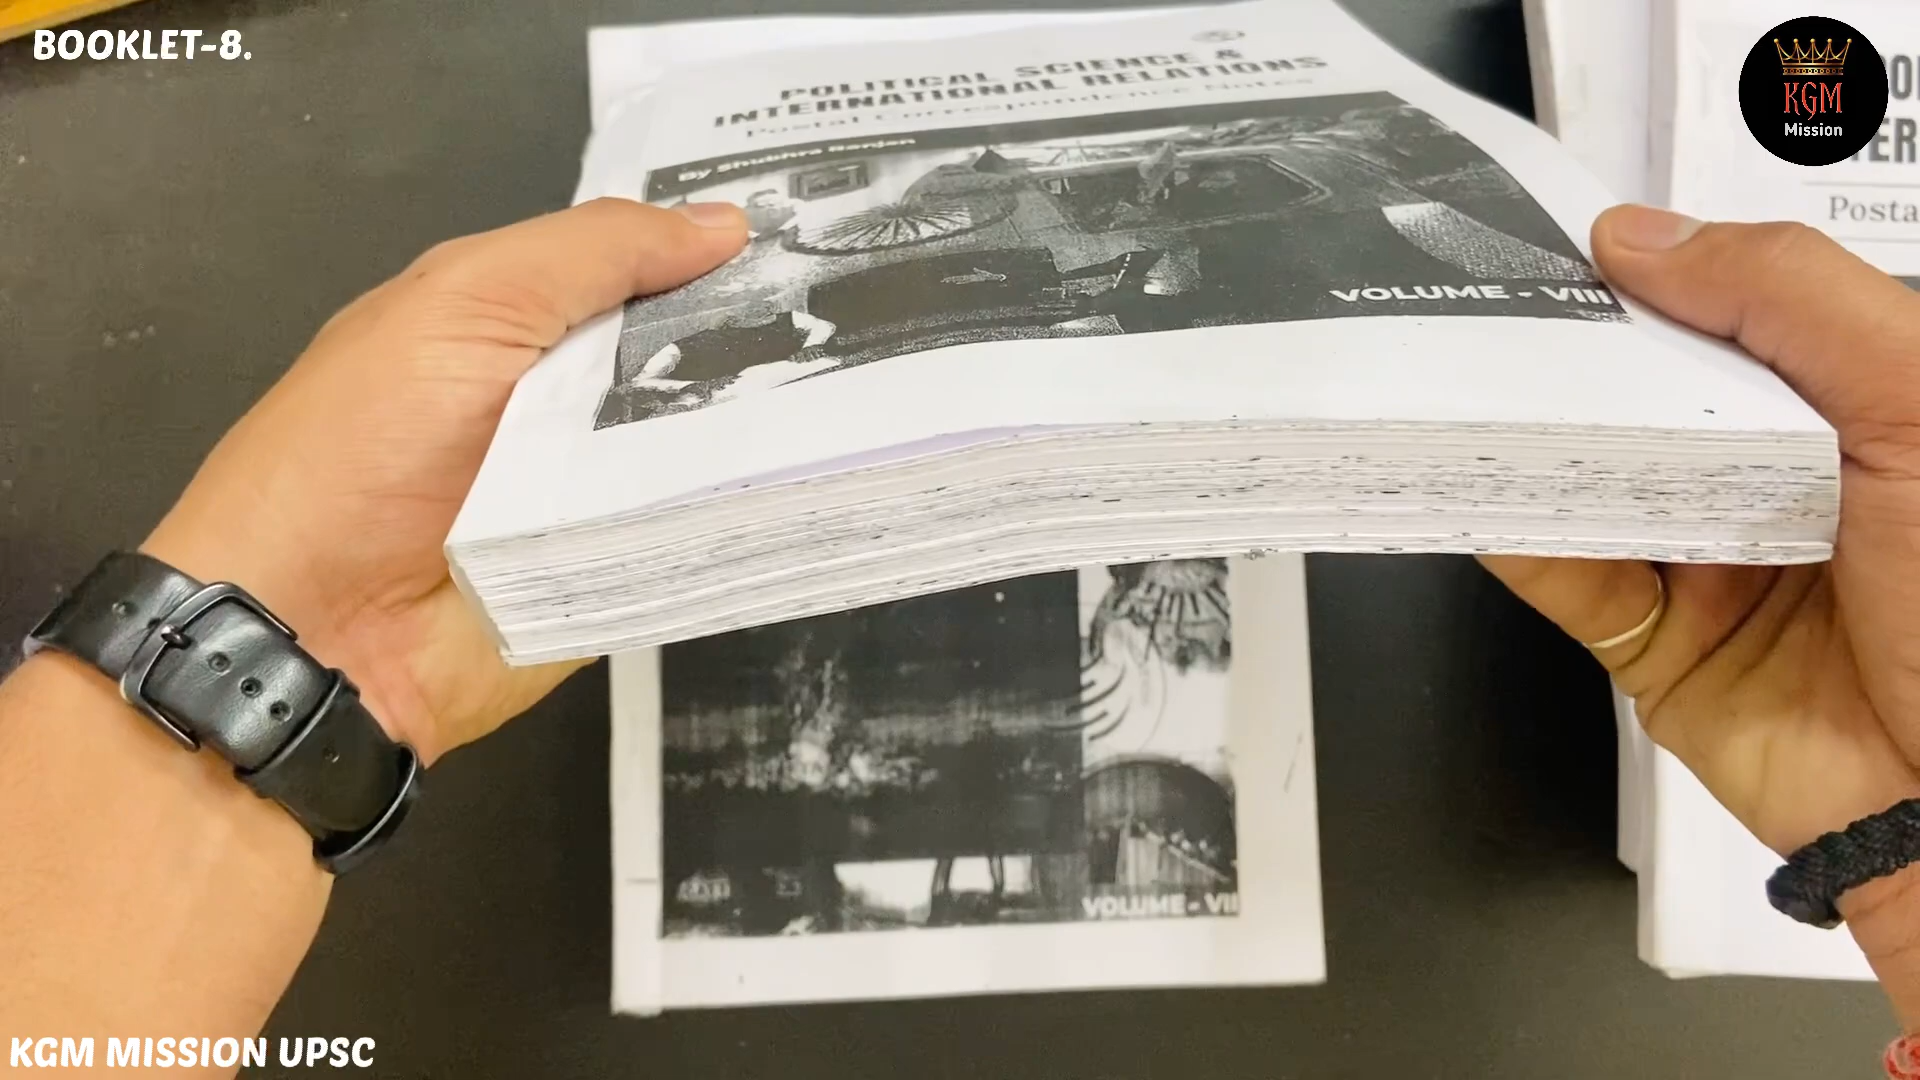 BOOKLET-8.
POLITICAL SCIENCE &
INTERNATIONAL RELATIONS
Postal Correspondence Notes
By Shubhra Ranjan
VOLUME - VIII
KGM
Mission
Posta
VOLUME - VII
KGM MISSION UPSC